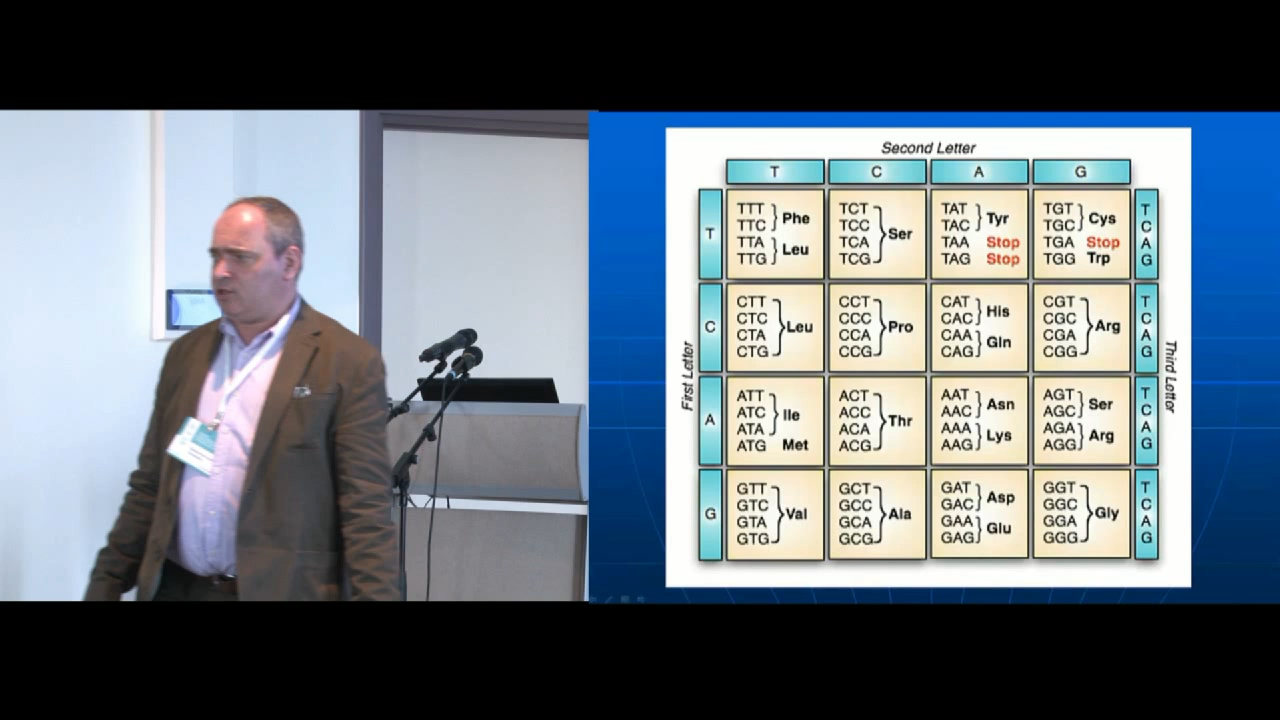 Second Letter
T C A G
First Letter
T
TTT
TTC
Phe
TTA
TTG
Leu
TCT
TCC
TCA
TCG
Ser
TAT
TAC
Tyr
TAA Stop
TAG Stop
TGT
TGC
Cys
TGA Stop
TGG Trp
T
C
A
G
C
CTT
CTC
CTA
CTG
Leu
CCT
CCC
CCA
CCG
Pro
CAT
CAC
His
CAA
CAG
Gln
CGT
CGC
CGA
CGG
Arg
T
C
A
G
A
ATT
ATC
ATA
Ile
ATG Met
ACT
ACC
ACA
ACG
Thr
AAT
AAC
Asn
AAA
AAG
Lys
AGT
AGC
Ser
AGA
AGG
Arg
T
C
A
G
G
GTT
GTC
GTA
GTG
Val
GCT
GCC
GCA
GCG
Ala
GAT
GAC
Asp
GAA
GAG
Glu
GGT
GGC
GGA
GGG
Gly
T
C
A
G
Third Letter